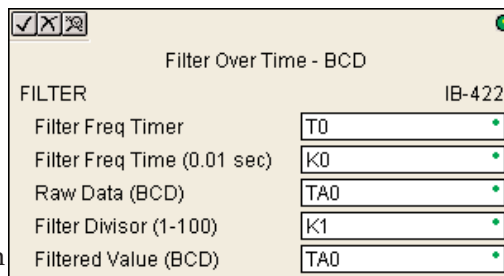 Filter Over Time - BCD
FILTER IB-422
Filter Freq Timer T0
Filter Freq Time (0.01 sec) K0
Raw Data (BCD) TA0
Filter Divisor (1-100) K1
Filtered Value (BCD) TA0